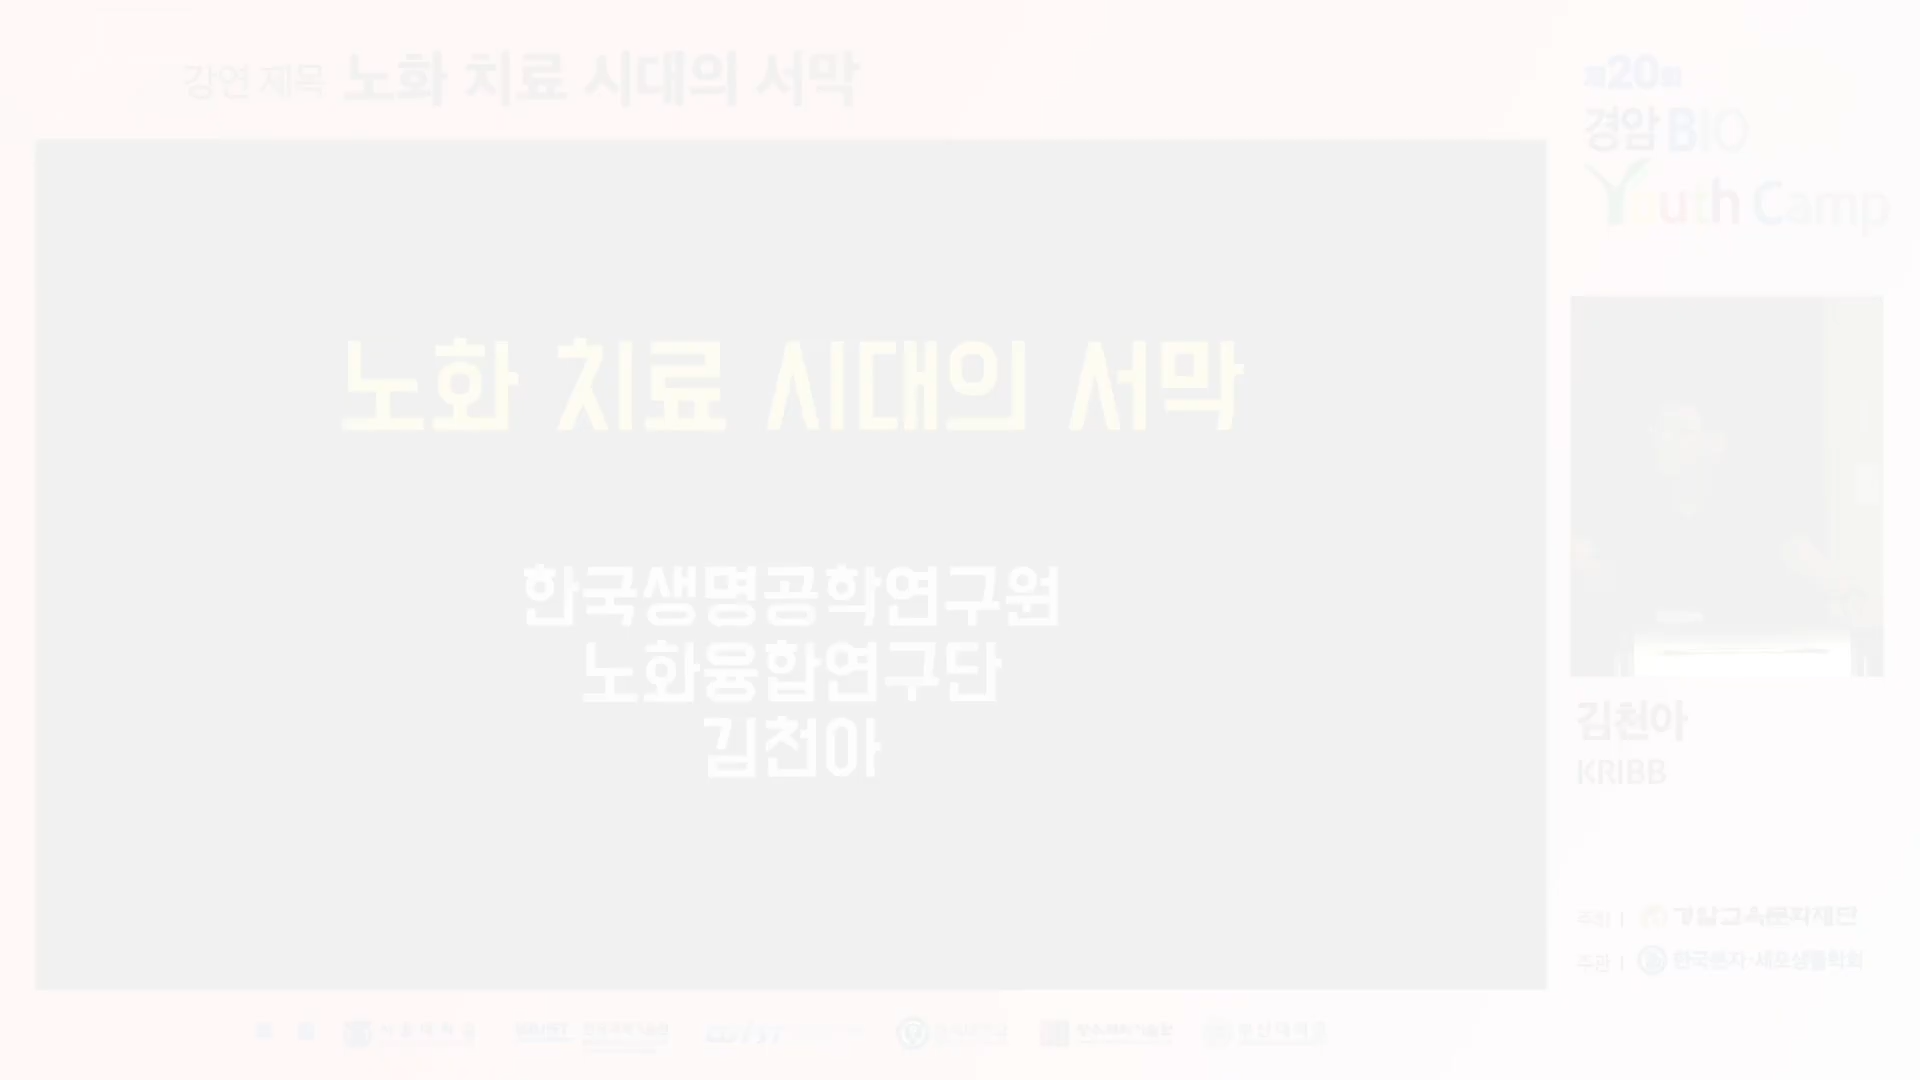 강연 제목 노화 치료 시대의 서막
제20회
경암 BIO
Youth Camp
노화 치료 시대의 서막
한국생명공학연구원
노화융합연구단
김천아
김천아
KRIBB
주최 | 경암교육문화재단
주관 | 한국분자·세포생물학회